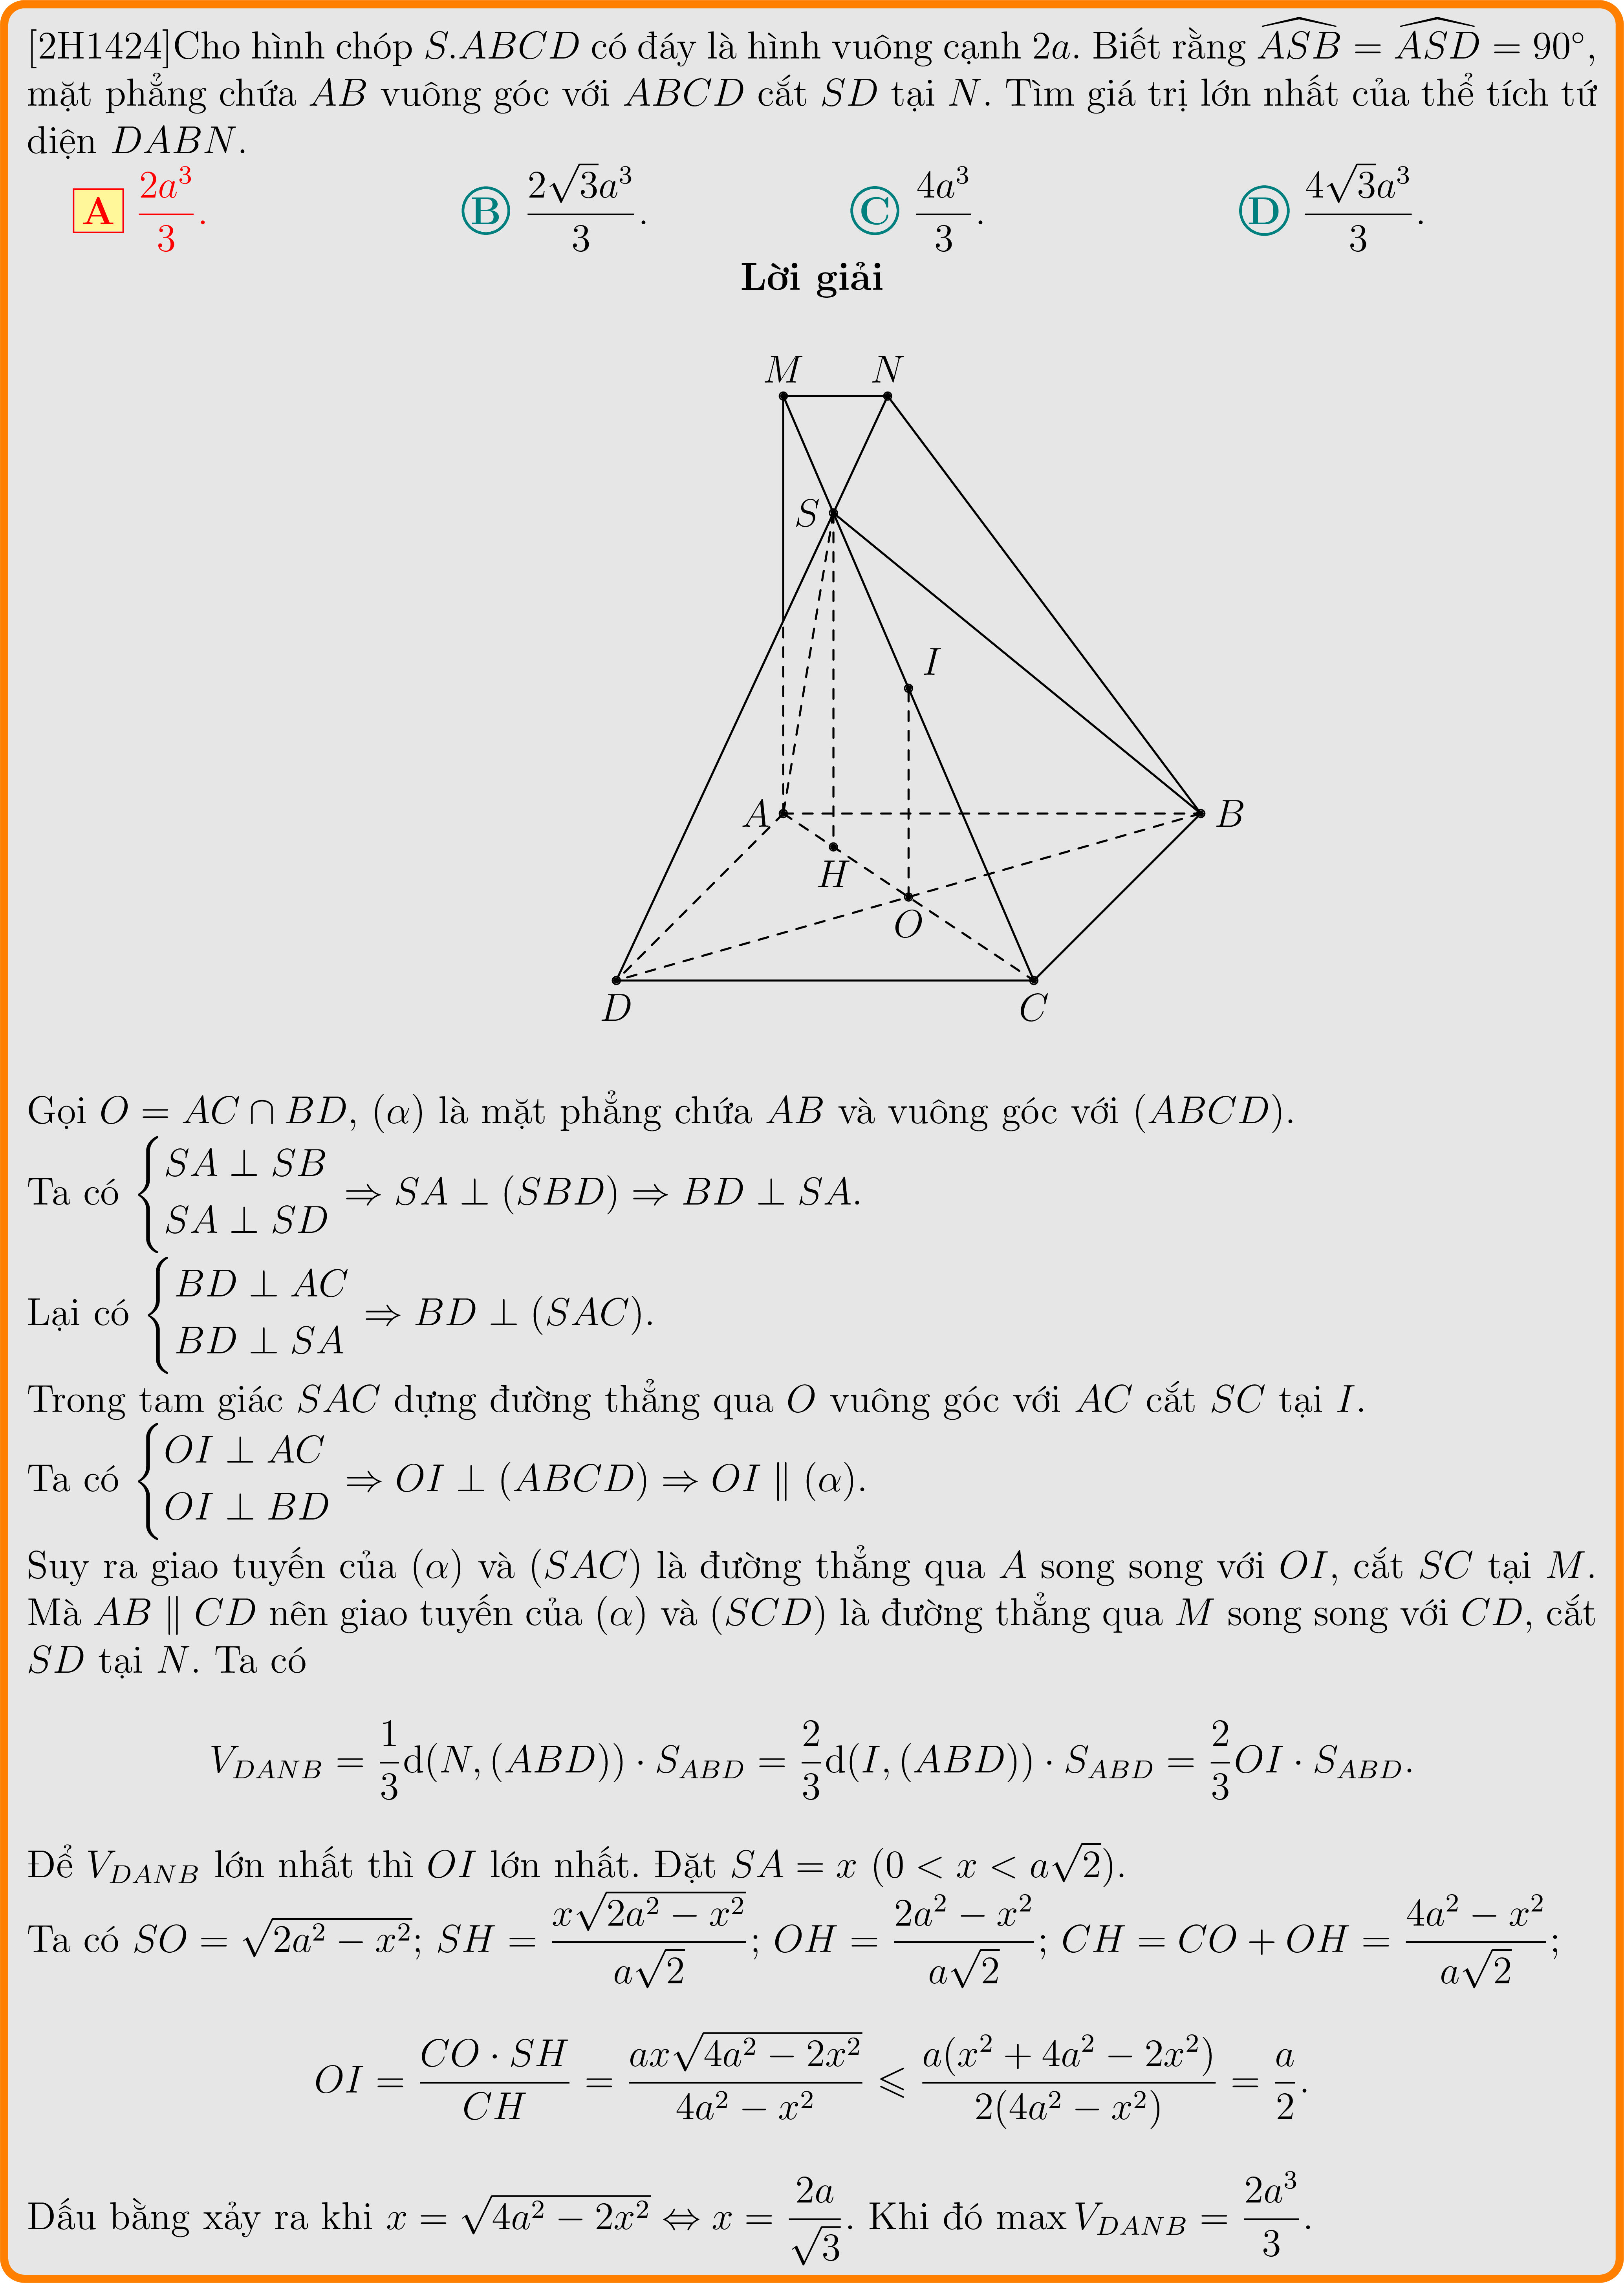 [2H1424]Cho hình chóp S.ABCD có đáy là hình vuông cạnh 2a. Biết rằng $\widehat{ASB} = \widehat{ASD} = 90^\circ$,
mặt phẳng chứa AB vuông góc với ABCD cắt SD tại N. Tìm giá trị lớn nhất của thể tích tứ
diện DABN.
A $\frac{2a^3}{3}$. B $\frac{2\sqrt{3}a^3}{3}$. C $\frac{4a^3}{3}$. D $\frac{4\sqrt{3}a^3}{3}$.
Lời giải
M N
S
I
A B
H
O
D C
Gọi $O = AC \cap BD$, $(\alpha)$ là mặt phẳng chứa AB và vuông góc với (ABCD).
Ta có $\begin{cases} SA \perp SB \\ SA \perp SD \end{cases} \Rightarrow SA \perp (SBD) \Rightarrow BD \perp SA$.
Lại có $\begin{cases} BD \perp AC \\ BD \perp SA \end{cases} \Rightarrow BD \perp (SAC)$.
Trong tam giác SAC dựng đường thẳng qua O vuông góc với AC cắt SC tại I.
Ta có $\begin{cases} OI \perp AC \\ OI \perp BD \end{cases} \Rightarrow OI \perp (ABCD) \Rightarrow OI \parallel (\alpha)$.
Suy ra giao tuyến của $(\alpha)$ và (SAC) là đường thẳng qua A song song với OI, cắt SC tại M.
Mà $AB \parallel CD$ nên giao tuyến của $(\alpha)$ và (SCD) là đường thẳng qua M song song với CD, cắt
SD tại N. Ta có
$V_{DANB} = \frac{1}{3}\mathrm{d}(N, (ABD)) \cdot S_{ABD} = \frac{2}{3}\mathrm{d}(I, (ABD)) \cdot S_{ABD} = \frac{2}{3}OI \cdot S_{ABD}$.
Để $V_{DANB}$ lớn nhất thì OI lớn nhất. Đặt $SA = x$ $(0 < x < a\sqrt{2})$.
Ta có $SO = \sqrt{2a^2 - x^2}$; $SH = \frac{x\sqrt{2a^2 - x^2}}{a\sqrt{2}}$; $OH = \frac{2a^2 - x^2}{a\sqrt{2}}$; $CH = CO + OH = \frac{4a^2 - x^2}{a\sqrt{2}}$;
$OI = \frac{CO \cdot SH}{CH} = \frac{ax\sqrt{4a^2 - 2x^2}}{4a^2 - x^2} \leqslant \frac{a(x^2 + 4a^2 - 2x^2)}{2(4a^2 - x^2)} = \frac{a}{2}$.
Dấu bằng xảy ra khi $x = \sqrt{4a^2 - 2x^2} \Leftrightarrow x = \frac{2a}{\sqrt{3}}$. Khi đó $\max V_{DANB} = \frac{2a^3}{3}$.